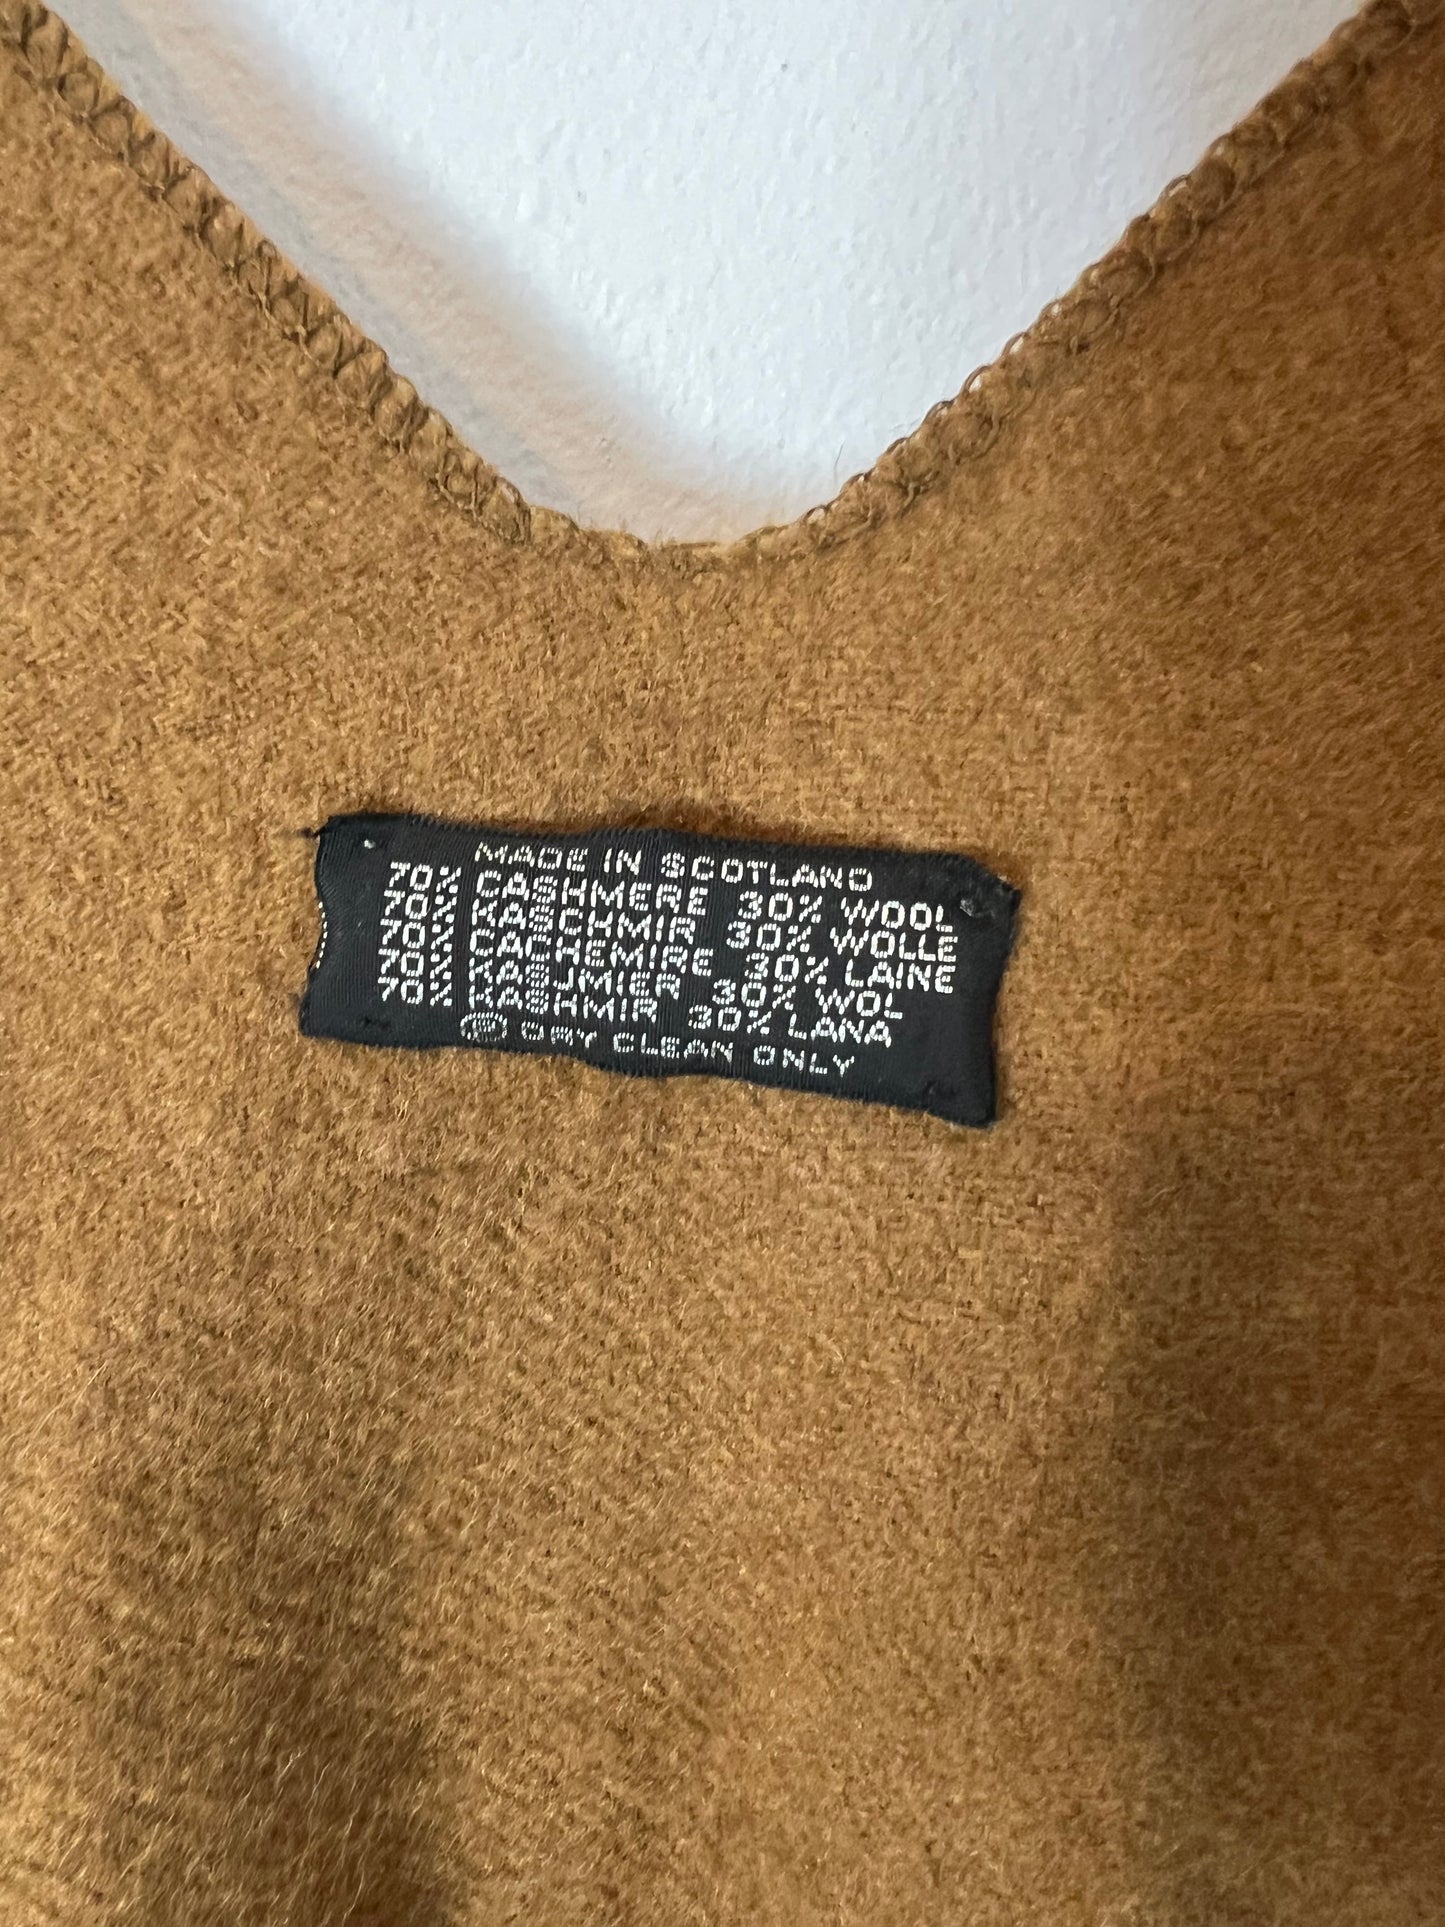 MADE IN SCOTLAND
70% CASHMERE 30% WOOL
70% KASCHMIR 30% WOLLE
70% CACHEMIRE 30% LAINE
70% KASJMIER 30% WOL
70% KASHMIR 30% LANA
Ⓟ DRY CLEAN ONLY